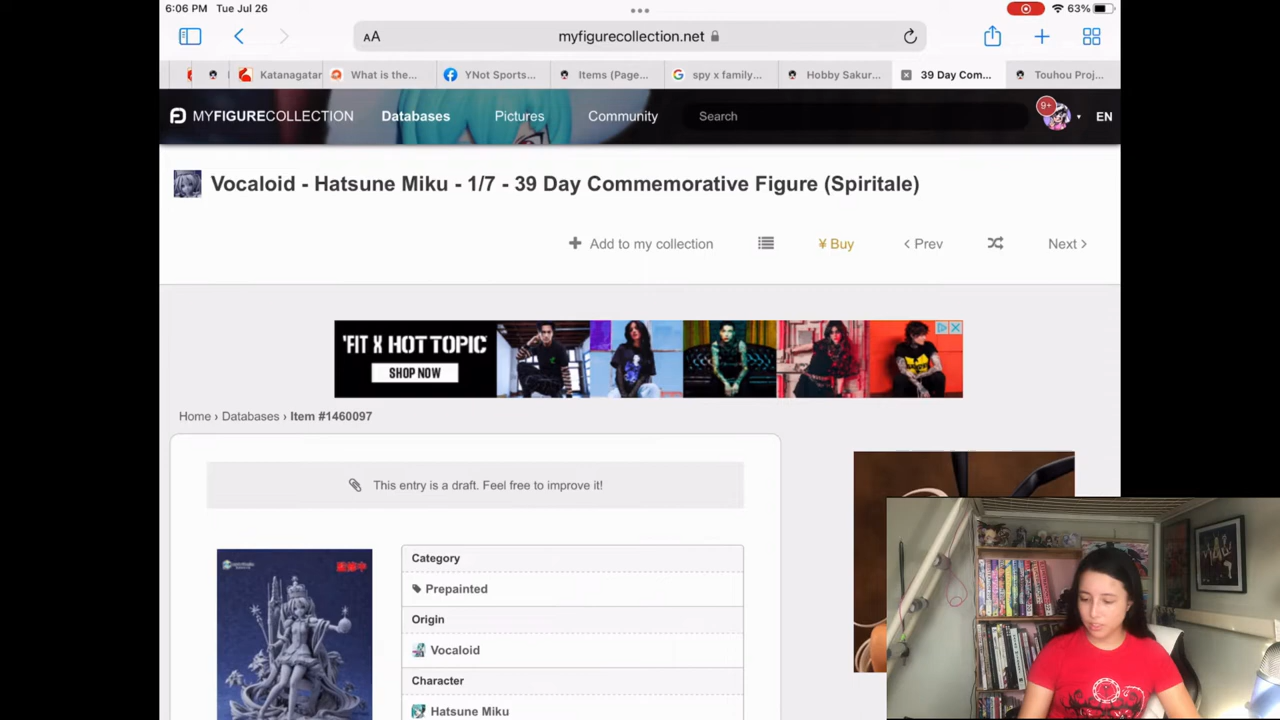 6:06 PM Tue Jul 26
63%
AA
myfigurecollection.net
Katanagatar
What is the...
YNot Sports...
Items (Page...
spy x family...
Hobby Sakur...
39 Day Com...
Touhou Proj...
MYFIGURECOLLECTION
Databases
Pictures
Community
Search
9+
EN
Vocaloid - Hatsune Miku - 1/7 - 39 Day Commemorative Figure (Spiritale)
+ Add to my collection
¥ Buy
< Prev
Next >
'FIT X HOT TOPIC
SHOP NOW
Home › Databases › Item #1460097
This entry is a draft. Feel free to improve it!
Category
Prepainted
Origin
Vocaloid
Character
Hatsune Miku